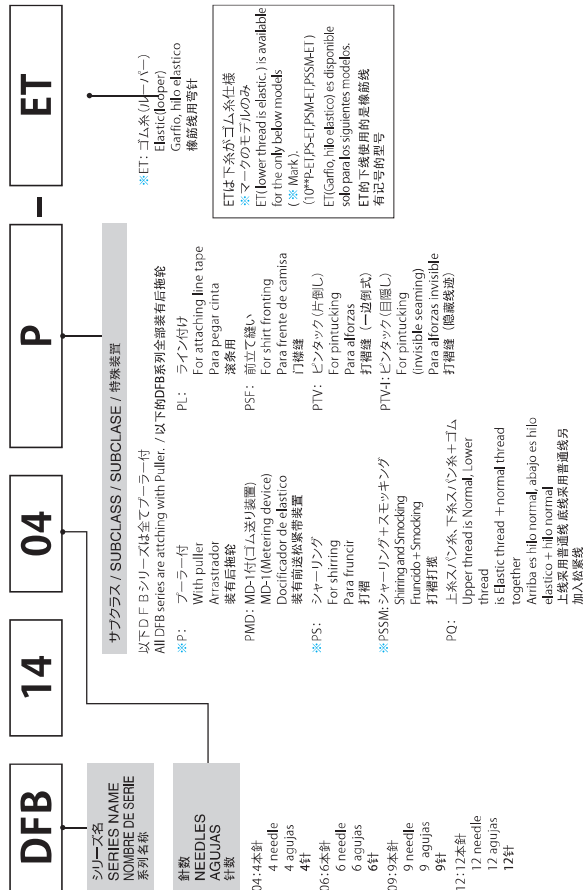 DFB 14 04 P – ET
シリーズ名
SERIES NAME
NOMBRE DE SERIE
系列名称
針数
NEEDLES
AGUJAS
针数
04:4本針
4 needle
4 agujas
4针
06:6本針
6 needle
6 agujas
6针
09:9本針
9 needle
9 agujas
9针
12:12本針
12 needle
12 agujas
12针
サブクラス / SUBCLASS / SUBCLASE / 特殊装置
以下DFBシリーズは全てプーラー付
All DFB series are attching with Puller. / 以下的DFB系列全部装有后拖轮
※P: プーラー付
With puller
Arrastrador
装有后拖轮
PMD: MD-1付(ゴム送り装置)
MD-1(Metering device)
Docificador de elastico
装有前送松紧带装置
※PS: シャーリング
For shirring
Para fruncir
打褶
※PSSM: シャーリング+スモッキング
Shirring and Smocking
Fruncido+Smocking
打褶打揽
PQ: 上糸スパン糸、下糸スパン糸+ゴム
Upper thread is Normal, Lower
thread
is Elastic thread + normal thread
together
Arriba es hilo normal, abajo es hilo
elastico + hilo normal
上线采用普通线 底线采用普通线另
加入松紧线
PL: ライン付け
For attaching line tape
Para pegar cinta
滚条用
PSF: 前立て縫い
For shirt fronting
Para frente de camisa
门襟缝
PTV: ピンタック(片倒し)
For pintucking
Para alforzas
打褶缝(一边倒式)
PTV-I: ピンタック(目隠し)
For pintucking
(invisible seaming)
Para alforzas invisible
打褶缝(隐藏线迹)
※ET: ゴム糸(ルーパー)
Elastic(looper)
Garfio, hilo elastico
橡筋线用弯针
ETは下糸がゴム糸仕様
※マークのモデルのみ
ET(lower thread is elastic.) is available
for the only below models
(※ Mark).
(10**P-ET,PS-ET,PSM-ET,PSSM-ET)
ET(Garfio, hilo elastico) es disponible
solo para los siguientes modelos.
ET的下线使用的是橡筋线
有记号的型号